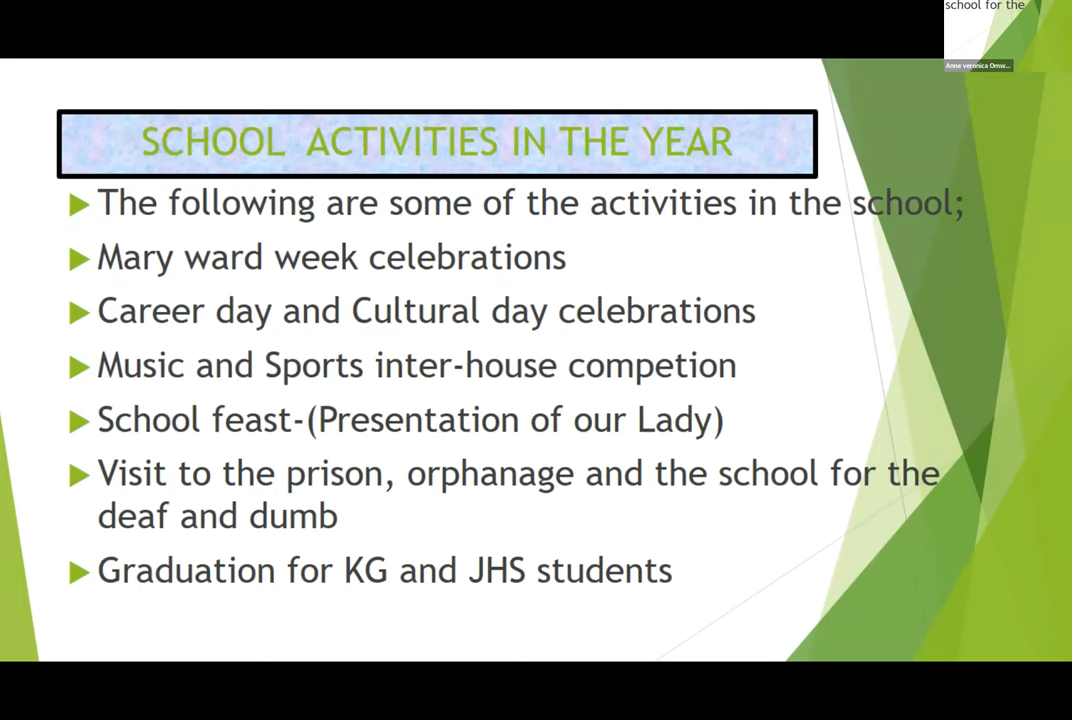 school for the
Anne veronica Omw...
SCHOOL ACTIVITIES IN THE YEAR
The following are some of the activities in the school;
Mary ward week celebrations
Career day and Cultural day celebrations
Music and Sports inter-house competion
School feast-(Presentation of our Lady)
Visit to the prison, orphanage and the school for the
deaf and dumb
Graduation for KG and JHS students